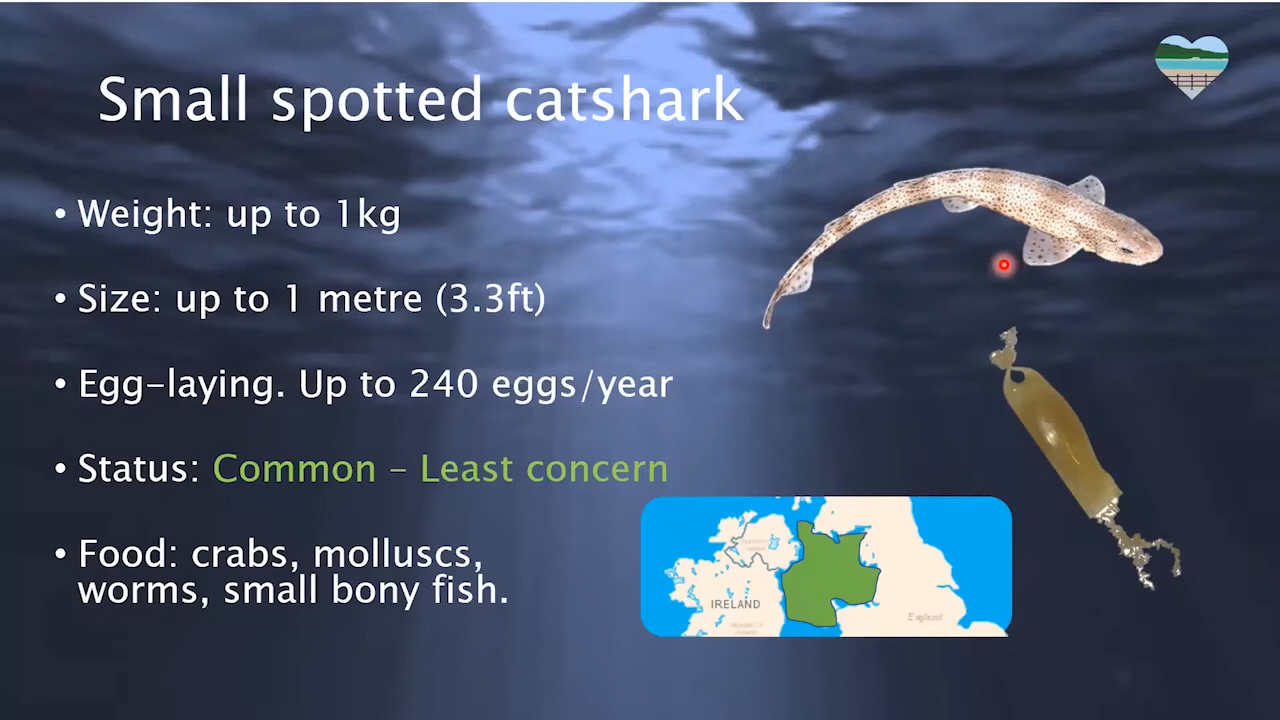 Small spotted catshark
• Weight: up to 1kg
• Size: up to 1 metre (3.3ft)
• Egg-laying. Up to 240 eggs/year
• Status: Common – Least concern
• Food: crabs, molluscs,
worms, small bony fish.
IRELAND
England